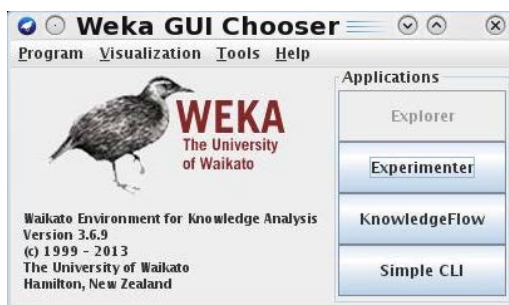 Weka GUI Chooser
Program Visualization Tools Help
WEKA
The University
of Waikato
Waikato Environment for Knowledge Analysis
Version 3.6.9
(c) 1999 - 2013
The University of Waikato
Hamilton, New Zealand
Applications
Explorer
Experimenter
KnowledgeFlow
Simple CLI